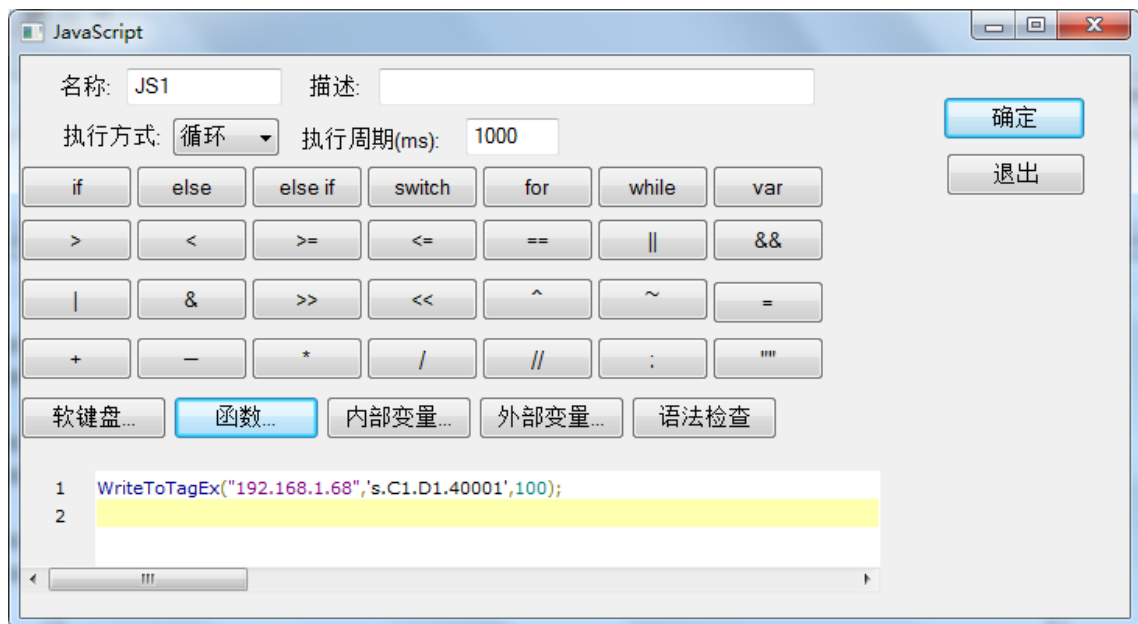 JavaScript
名称: JS1 描述:
执行方式: 循环 执行周期(ms): 1000
确定
退出
if else else if switch for while var
> < >= <= == || &&
| & >> << ^ ~ =
+ — * / // ; ""
软键盘... 函数... 内部变量... 外部变量... 语法检查
1 WriteToTagEx("192.168.1.68",'s.C1.D1.40001',100);
2